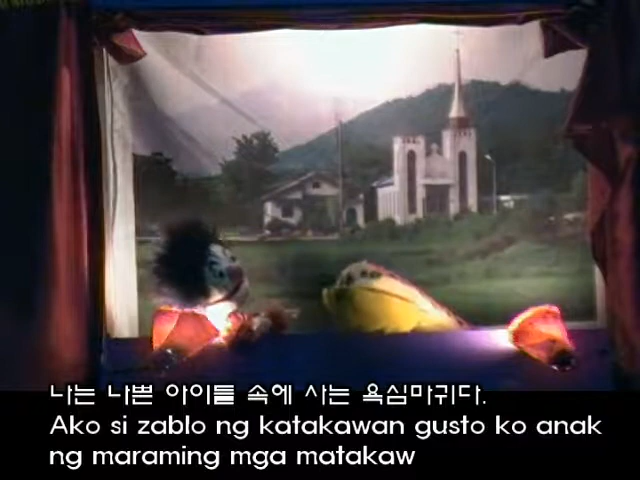 나는 나쁜 아이들 속에 사는 욕심마귀다.
Ako si zablo ng katakawan gusto ko anak
ng maraming mga matakaw